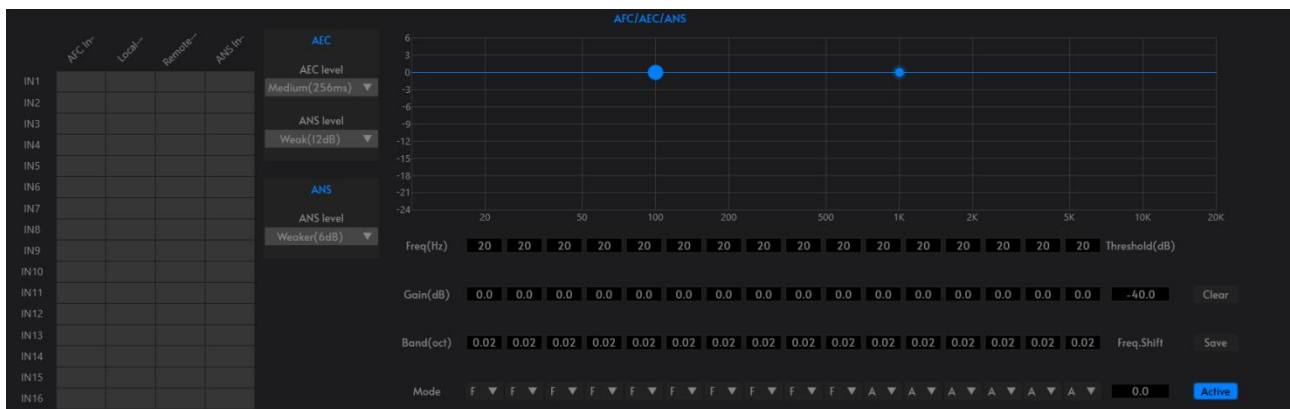 AFC/AEC/ANS
AFC In-
Local--
Remote--
ANS In-
IN1
IN2
IN3
IN4
IN5
IN6
IN7
IN8
IN9
IN10
IN11
IN12
IN13
IN14
IN15
IN16
AEC
AEC level
Medium(256ms) ▼
ANS level
Weak(12dB) ▼
ANS
ANS level
Weaker(6dB) ▼
6
3
0
-3
-6
-9
-12
-15
-18
-21
-24
20 50 100 200 500 1K 2K 5K 10K 20K
Freq(Hz) 20 20 20 20 20 20 20 20 20 20 20 20 20 20 20 20 Threshold(dB)
Gain(dB) 0.0 0.0 0.0 0.0 0.0 0.0 0.0 0.0 0.0 0.0 0.0 0.0 0.0 0.0 0.0 0.0 -40.0 Clear
Band(oct) 0.02 0.02 0.02 0.02 0.02 0.02 0.02 0.02 0.02 0.02 0.02 0.02 0.02 0.02 0.02 0.02 Freq.Shift Save
Mode F ▼ F ▼ F ▼ F ▼ F ▼ F ▼ F ▼ F ▼ F ▼ F ▼ A ▼ A ▼ A ▼ A ▼ A ▼ A ▼ 0.0 Active